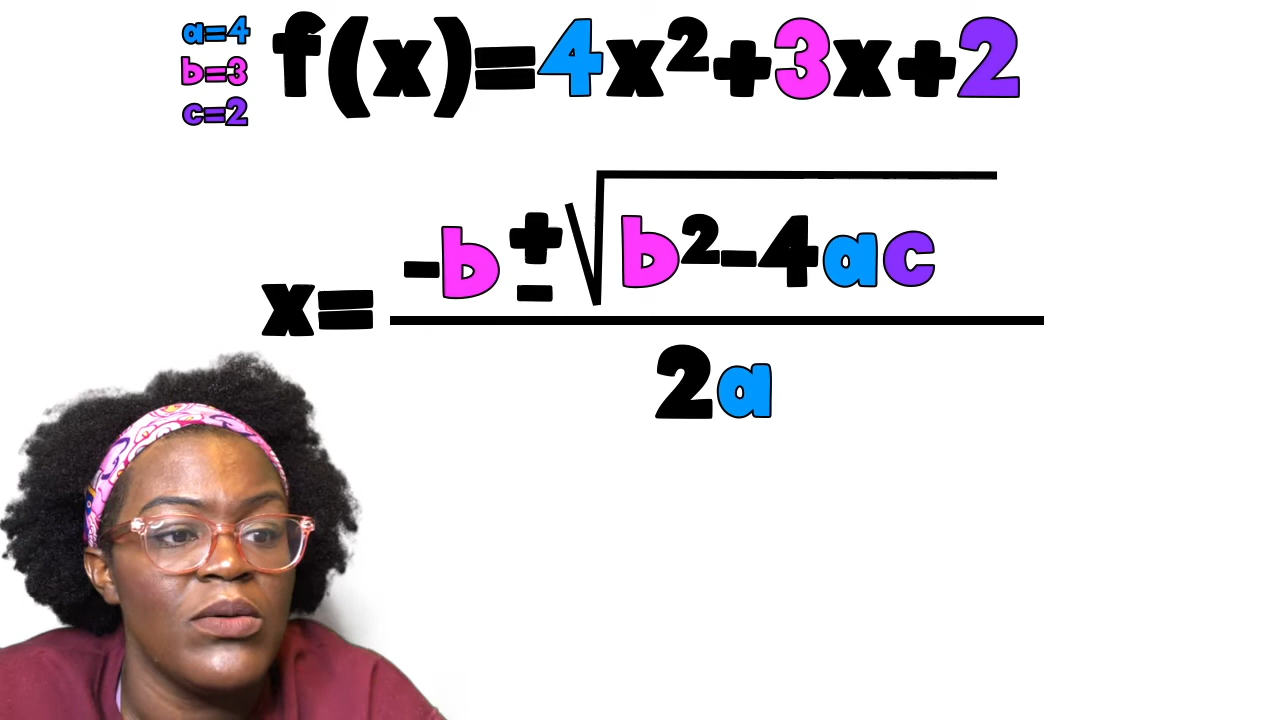 a=4
b=3
c=2
f(x)=4x²+3x+2
x=
-b±√b²-4ac
2a